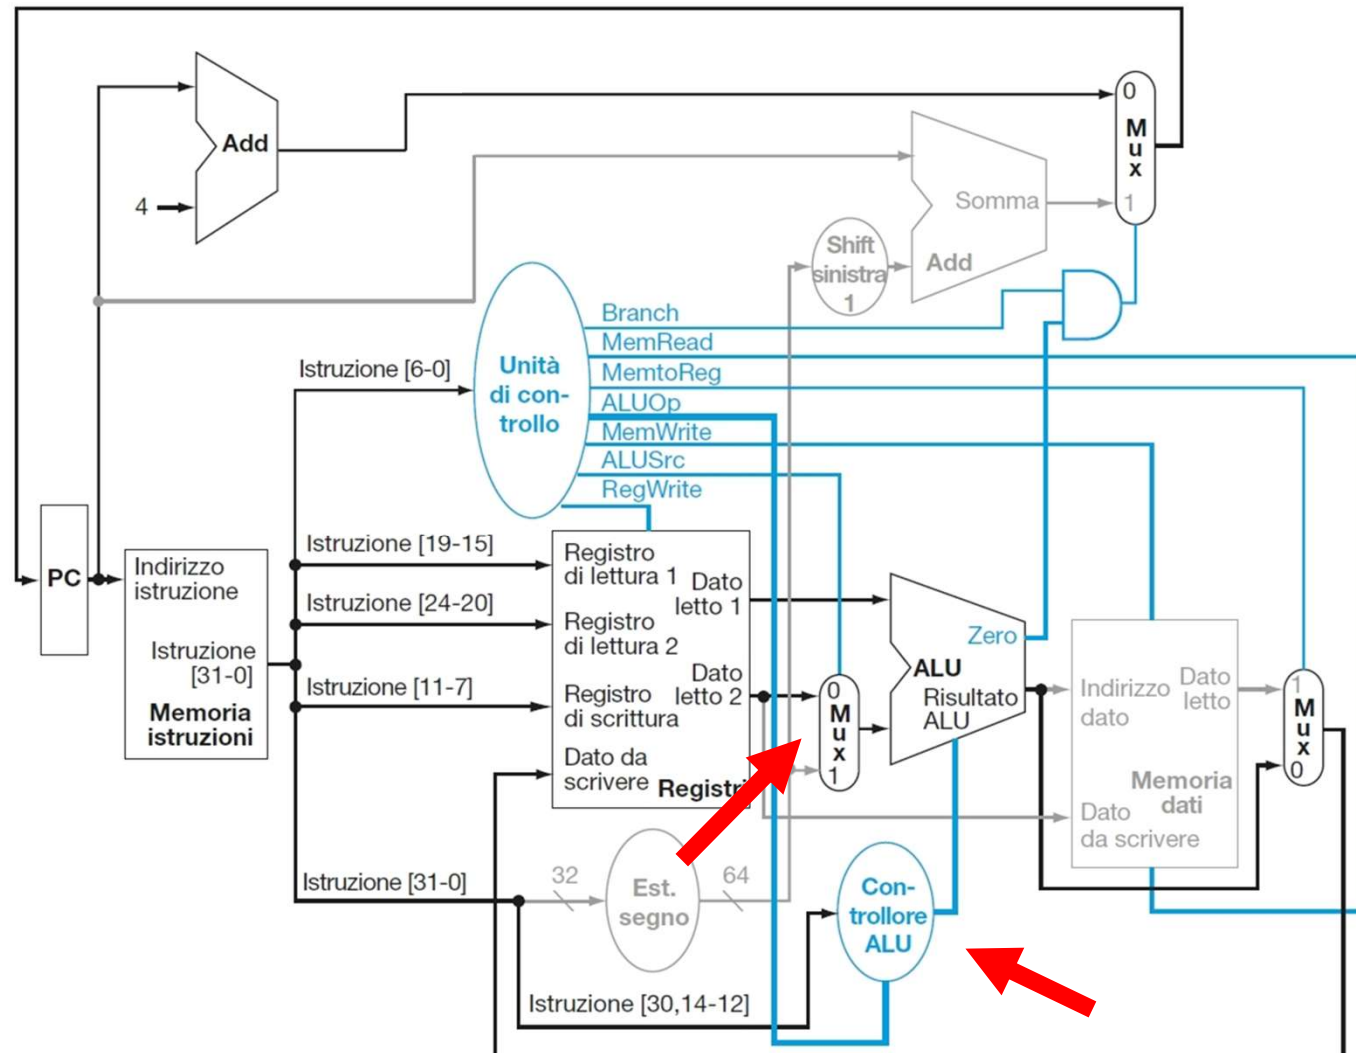 Add
4
0
M
u
x
1
Somma
Add
Shift
sinistra
1
Branch
MemRead
MemtoReg
ALUOp
MemWrite
ALUSrc
RegWrite
Unità
di con-
trollo
Istruzione [6-0]
PC
Indirizzo
istruzione
Istruzione
[31-0]
Memoria
istruzioni
Istruzione [19-15]
Istruzione [24-20]
Istruzione [11-7]
Istruzione [31-0]
Registro
di lettura 1
Registro
di lettura 2
Registro
di scrittura
Dato da
scrivere
Registri
Dato
letto 1
Dato
letto 2
0
M
u
x
1
Zero
ALU
Risultato
ALU
Indirizzo
dato
Dato
letto
Memoria
dati
Dato
da scrivere
1
M
u
x
0
32
Est.
segno
64
Con-
trollore
ALU
Istruzione [30,14-12]